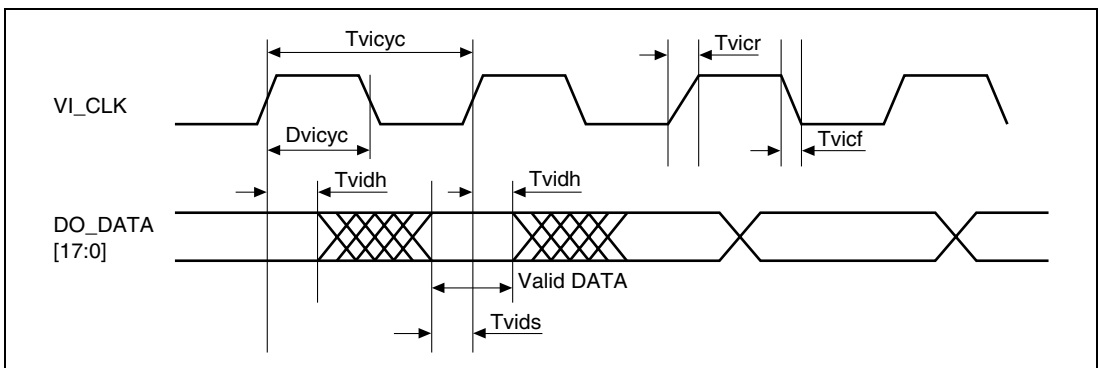 Tvicyc
Tvicr
VI_CLK
Dvicyc
Tvicf
Tvidh
Tvidh
DO_DATA
[17:0]
Valid DATA
Tvids